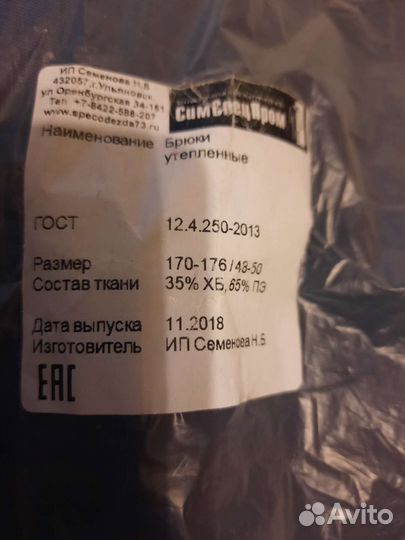 ИП Семенова Н.Б.
432057,г.Ульяновск,
ул Оренбургская 34-161
Тел. +7-8422-588-207
www.specodezda73.ru
СимСпецПром
Наименование Брюки
утепленные
ГОСТ 12.4.250-2013
Размер 170-176/48-50
Состав ткани 35% ХБ, 65% ПЭ
Дата выпуска 11.2018
Изготовитель ИП Семенова Н.Б.
ЕАС
Avito